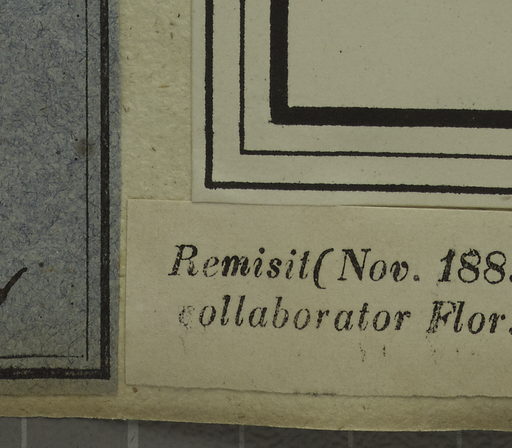 Remisit (Nov. 188
collaborator Flor.